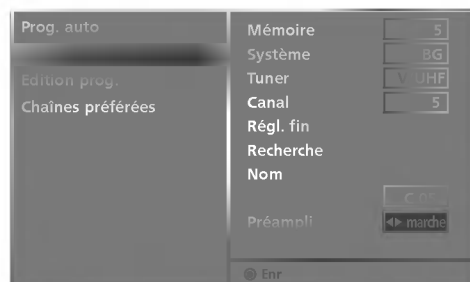 Prog. auto
Edition prog.
Chaînes préférées
Mémoire 5
Système BG
Tuner V/UHF
Canal 5
Régl. fin
Recherche
Nom
C 05
Préampli ◀▶ marche
Enr